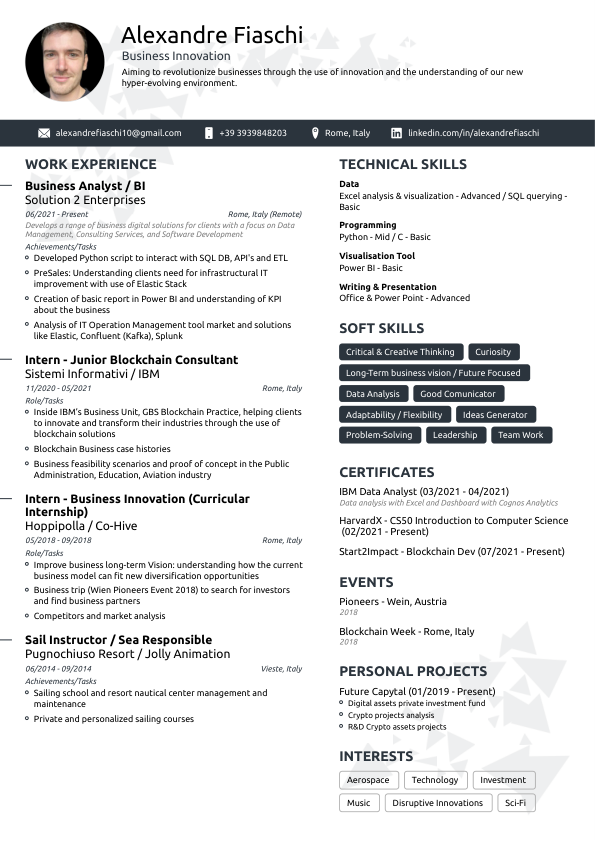 Alexandre Fiaschi
Business Innovation
Aiming to revolutionize businesses through the use of innovation and the understanding of our new
hyper-evolving environment.
alexandrefiaschi10@gmail.com
+39 3939848203
Rome, Italy
linkedin.com/in/alexandrefiaschi
WORK EXPERIENCE
Business Analyst / BI
Solution 2 Enterprises
06/2021 - Present
Rome, Italy (Remote)
Develops a range of business digital solutions for clients with a focus on Data
Management, Consulting Services, and Software Development
Achievements/Tasks
Developed Python script to interact with SQL DB, API's and ETL
PreSales: Understanding clients need for infrastructural IT
improvement with use of Elastic Stack
Creation of basic report in Power BI and understanding of KPI
about the business
Analysis of IT Operation Management tool market and solutions
like Elastic, Confluent (Kafka), Splunk
Intern - Junior Blockchain Consultant
Sistemi Informativi / IBM
11/2020 - 05/2021
Rome, Italy
Role/Tasks
Inside IBM's Business Unit, GBS Blockchain Practice, helping clients
to innovate and transform their industries through the use of
blockchain solutions
Blockchain Business case histories
Business feasibility scenarios and proof of concept in the Public
Administration, Education, Aviation industry
Intern - Business Innovation (Curricular
Internship)
Hoppipolla / Co-Hive
05/2018 - 09/2018
Rome, Italy
Role/Tasks
Improve business long-term Vision: understanding how the current
business model can fit new diversification opportunities
Business trip (Wien Pioneers Event 2018) to search for investors
and find business partners
Competitors and market analysis
Sail Instructor / Sea Responsible
Pugnochiuso Resort / Jolly Animation
06/2014 - 09/2014
Vieste, Italy
Achievements/Tasks
Sailing school and resort nautical center management and
maintenance
Private and personalized sailing courses
TECHNICAL SKILLS
Data
Excel analysis & visualization - Advanced / SQL querying -
Basic
Programming
Python - Mid / C - Basic
Visualisation Tool
Power BI - Basic
Writing & Presentation
Office & Power Point - Advanced
SOFT SKILLS
Critical & Creative Thinking
Curiosity
Long-Term business vision / Future Focused
Data Analysis
Good Comunicator
Adaptability / Flexibility
Ideas Generator
Problem-Solving
Leadership
Team Work
CERTIFICATES
IBM Data Analyst (03/2021 - 04/2021)
Data analysis with Excel and Dashboard with Cognos Analytics
HarvardX - CS50 Introduction to Computer Science
(02/2021 - Present)
Start2Impact - Blockchain Dev (07/2021 - Present)
EVENTS
Pioneers - Wein, Austria
2018
Blockchain Week - Rome, Italy
2018
PERSONAL PROJECTS
Future Capytal (01/2019 - Present)
Digital assets private investment fund
Crypto projects analysis
R&D Crypto assets projects
INTERESTS
Aerospace
Technology
Investment
Music
Disruptive Innovations
Sci-Fi